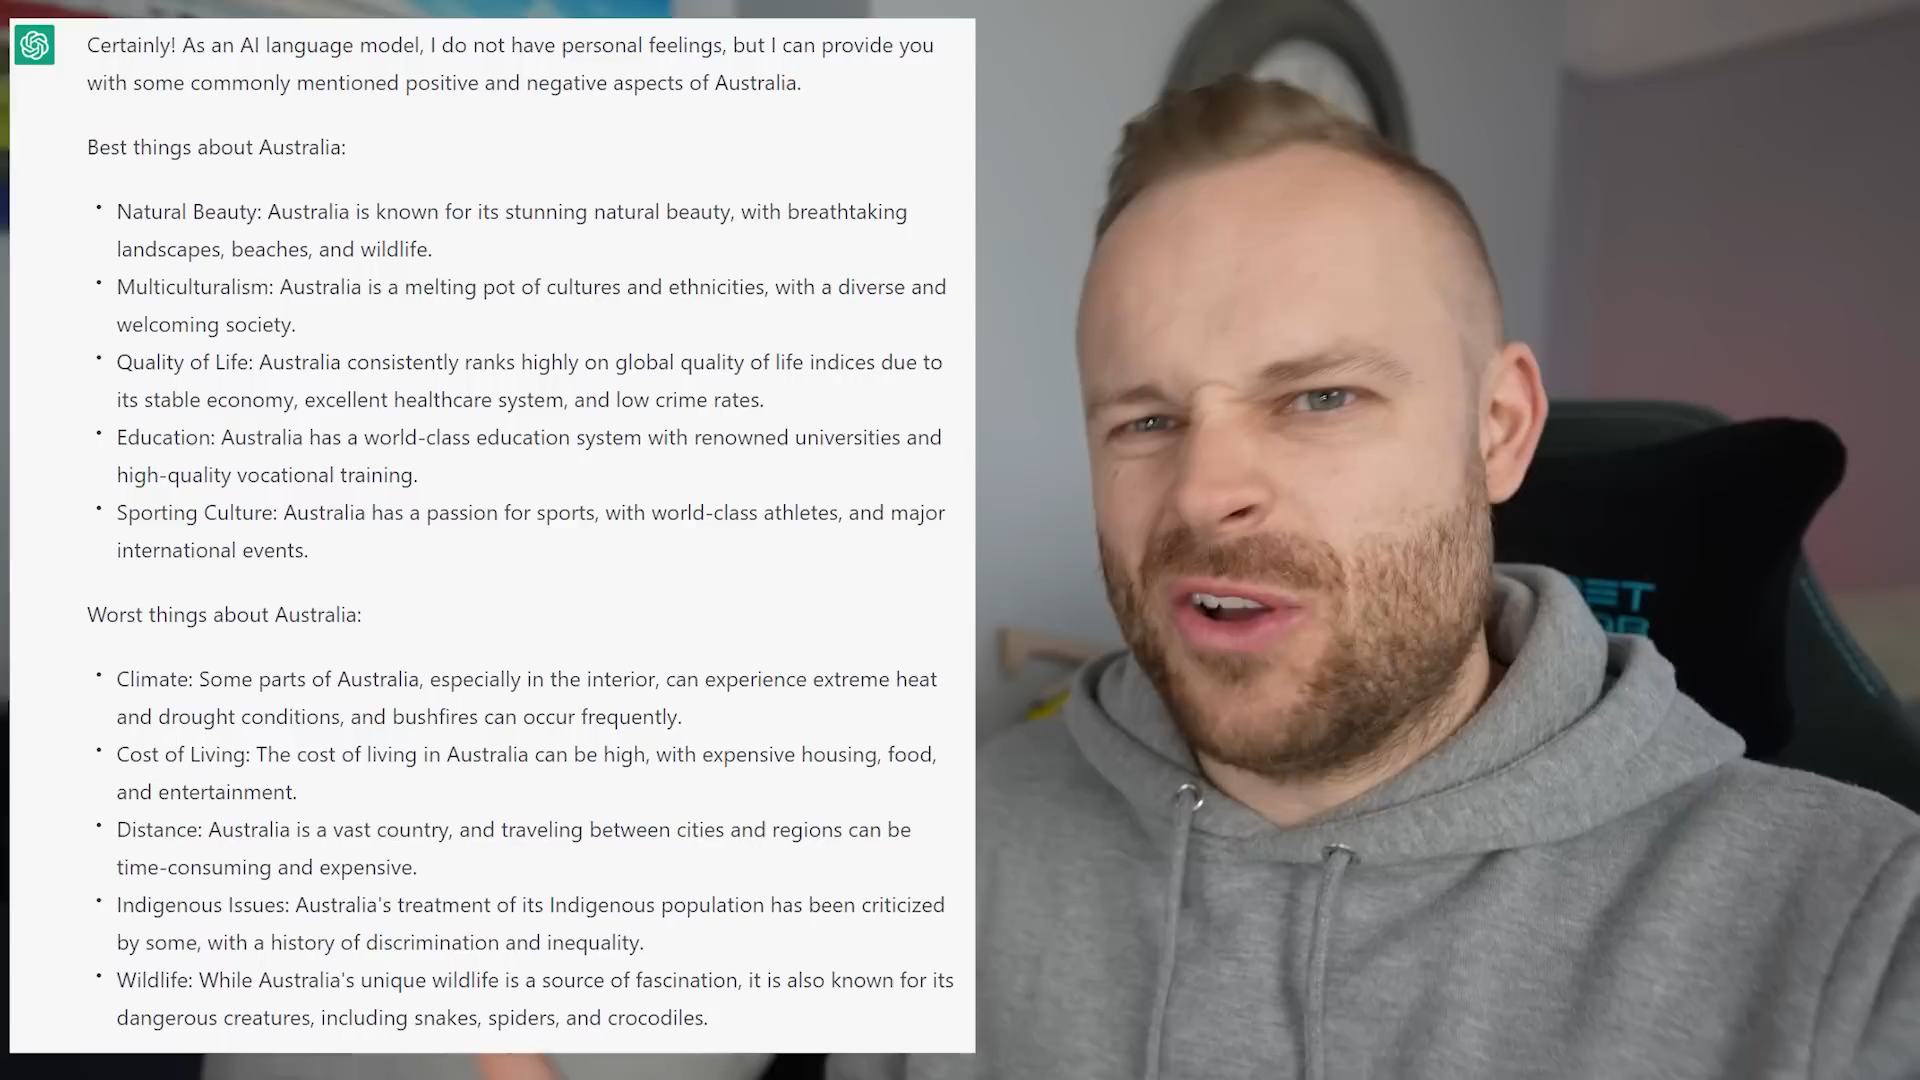 Certainly! As an AI language model, I do not have personal feelings, but I can provide you
with some commonly mentioned positive and negative aspects of Australia.
Best things about Australia:
• Natural Beauty: Australia is known for its stunning natural beauty, with breathtaking
landscapes, beaches, and wildlife.
• Multiculturalism: Australia is a melting pot of cultures and ethnicities, with a diverse and
welcoming society.
• Quality of Life: Australia consistently ranks highly on global quality of life indices due to
its stable economy, excellent healthcare system, and low crime rates.
• Education: Australia has a world-class education system with renowned universities and
high-quality vocational training.
• Sporting Culture: Australia has a passion for sports, with world-class athletes, and major
international events.
Worst things about Australia:
• Climate: Some parts of Australia, especially in the interior, can experience extreme heat
and drought conditions, and bushfires can occur frequently.
• Cost of Living: The cost of living in Australia can be high, with expensive housing, food,
and entertainment.
• Distance: Australia is a vast country, and traveling between cities and regions can be
time-consuming and expensive.
• Indigenous Issues: Australia's treatment of its Indigenous population has been criticized
by some, with a history of discrimination and inequality.
• Wildlife: While Australia's unique wildlife is a source of fascination, it is also known for its
dangerous creatures, including snakes, spiders, and crocodiles.